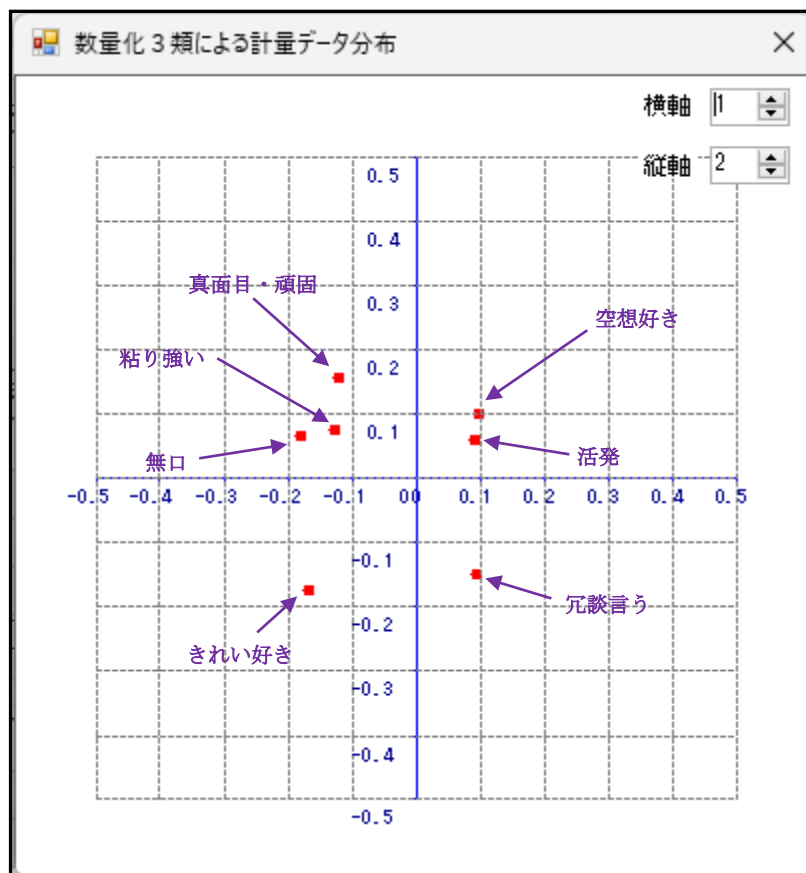 数量化3類による計量データ分布
横軸 1
縦軸 2
0.5
0.4
真面目・頑固
0.3
空想好き
粘り強い
0.2
0.1
無口
活発
-0.5 -0.4 -0.3 -0.2 -0.1 00 0.1 0.2 0.3 0.4 0.5
-0.1
冗談言う
-0.2
きれい好き
-0.3
-0.4
-0.5